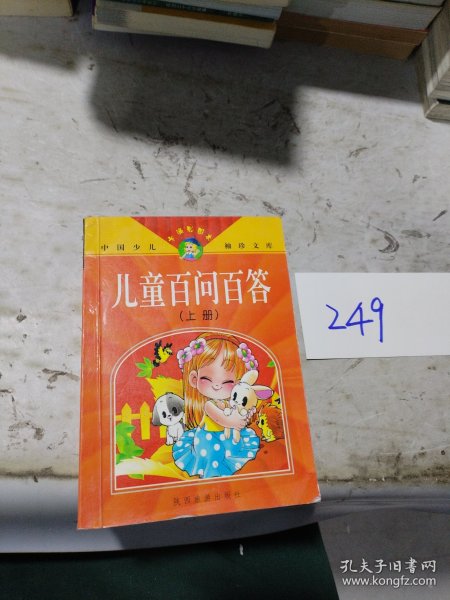 中国少儿
袖珍文库
儿童百问百答
(上册)
陕西旅游出版社
249
孔夫子旧书网
www.kongfz.com